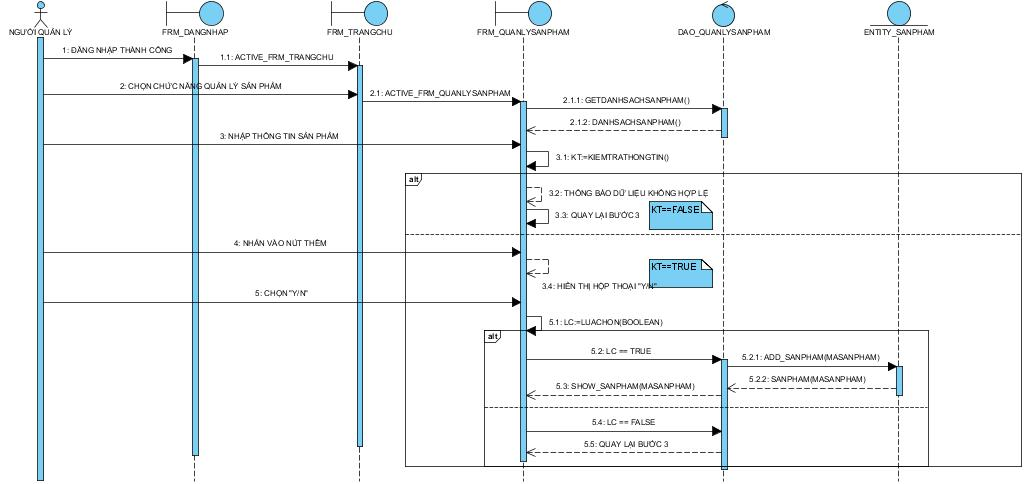 NGƯỜI QUẢN LÝ
FRM_DANGNHAP
FRM_TRANGCHU
FRM_QUANLYSANPHAM
DAO_QUANLYSANPHAM
ENTITY_SANPHAM
1: ĐĂNG NHẬP THÀNH CÔNG
1.1: ACTIVE_FRM_TRANGCHU
2: CHỌN CHỨC NĂNG QUẢN LÝ SẢN PHẨM
2.1: ACTIVE_FRM_QUANLYSANPHAM
2.1.1: GETDANHSACHSANPHAM()
2.1.2: DANHSACHSANPHAM()
3: NHẬP THÔNG TIN SẢN PHẨM
3.1: KT:=KIEMTRATHONGTIN()
alt
3.2: THÔNG BÁO DỮ LIỆU KHÔNG HỢP LỆ
KT==FALSE
3.3: QUAY LẠI BƯỚC 3
4: NHẤN VÀO NÚT THÊM
KT==TRUE
3.4: HIỂN THỊ HỘP THOẠI "Y/N"
5: CHỌN "Y/N"
5.1: LC:=LUACHON(BOOLEAN)
alt
5.2: LC == TRUE
5.2.1: ADD_SANPHAM(MASANPHAM)
5.2.2: SANPHAM(MASANPHAM)
5.3: SHOW_SANPHAM(MASANPHAM)
5.4: LC == FALSE
5.5: QUAY LẠI BƯỚC 3